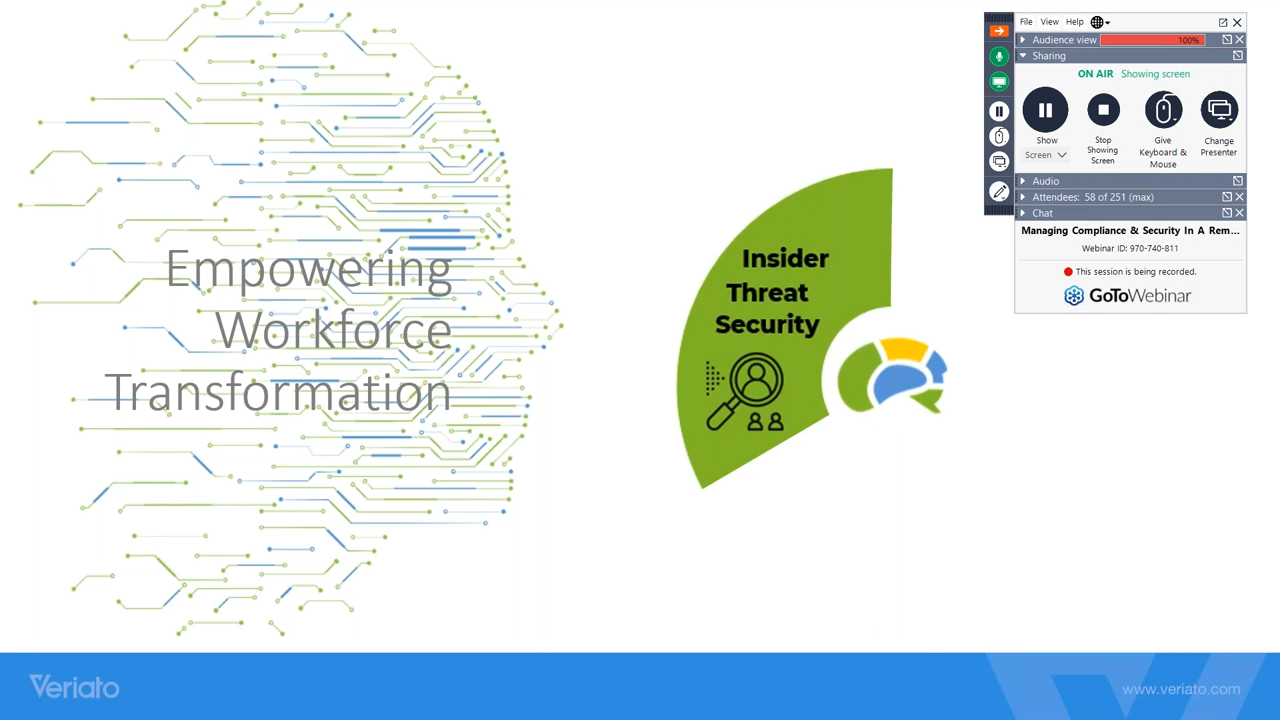 Empowering
Workforce
Transformation
Insider
Threat
Security
File View Help
Audience view 100%
Sharing
ON AIR Showing screen
Show
Screen
Stop
Showing
Screen
Give
Keyboard &
Mouse
Change
Presenter
Audio
Attendees: 58 of 251 (max)
Chat
Managing Compliance & Security In A Rem...
Webinar ID: 970-740-811
This session is being recorded.
GoToWebinar
Veriato
www.veriato.com